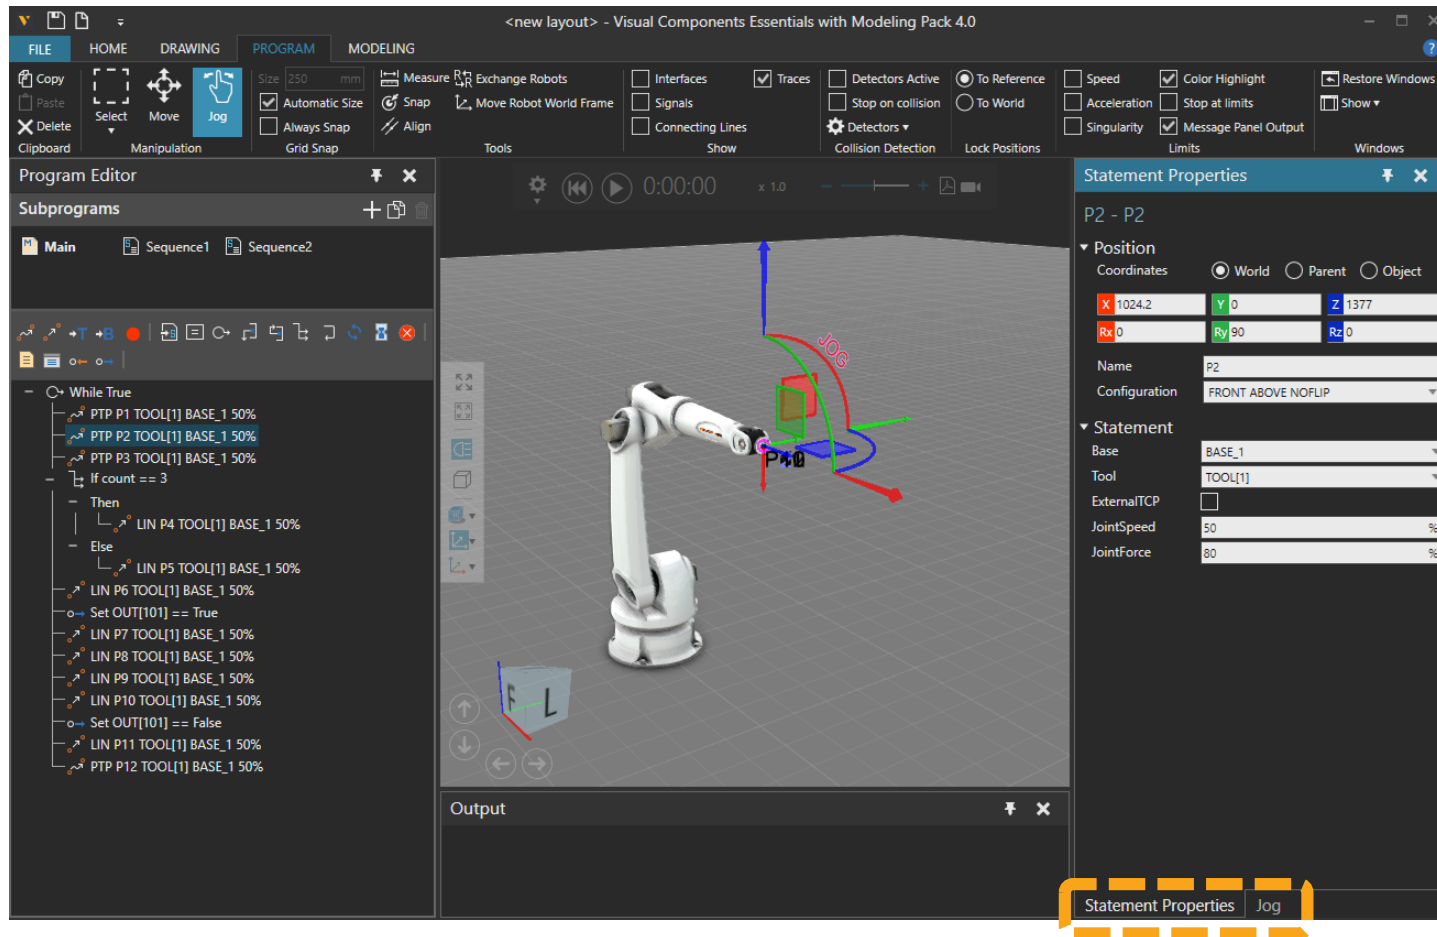 <new layout> - Visual Components Essentials with Modeling Pack 4.0
FILE HOME DRAWING PROGRAM MODELING
Copy
Paste
Delete
Clipboard
Select
Move
Jog
Manipulation
Size 250 mm
Automatic Size
Always Snap
Grid Snap
Measure
Snap
Align
Exchange Robots
Move Robot World Frame
Tools
Interfaces
Signals
Connecting Lines
Traces
Show
Detectors Active
Stop on collision
Detectors
Collision Detection
To Reference
To World
Lock Positions
Speed
Acceleration
Singularity
Color Highlight
Stop at limits
Message Panel Output
Limits
Restore Windows
Show
Windows
Program Editor
Subprograms
Main Sequence1 Sequence2
While True
PTP P1 TOOL[1] BASE_1 50%
PTP P2 TOOL[1] BASE_1 50%
PTP P3 TOOL[1] BASE_1 50%
If count == 3
Then
LIN P4 TOOL[1] BASE_1 50%
Else
LIN P5 TOOL[1] BASE_1 50%
LIN P6 TOOL[1] BASE_1 50%
Set OUT[101] == True
LIN P7 TOOL[1] BASE_1 50%
LIN P8 TOOL[1] BASE_1 50%
LIN P9 TOOL[1] BASE_1 50%
LIN P10 TOOL[1] BASE_1 50%
Set OUT[101] == False
LIN P11 TOOL[1] BASE_1 50%
PTP P12 TOOL[1] BASE_1 50%
0:00:00 x 1.0
JOG
F L
Output
Statement Properties
P2 - P2
Position
Coordinates World Parent Object
X 1024.2 Y 0 Z 1377
Rx 0 Ry 90 Rz 0
Name P2
Configuration FRONT ABOVE NOFLIP
Statement
Base BASE_1
Tool TOOL[1]
ExternalTCP
JointSpeed 50 %
JointForce 80 %
Statement Properties Jog